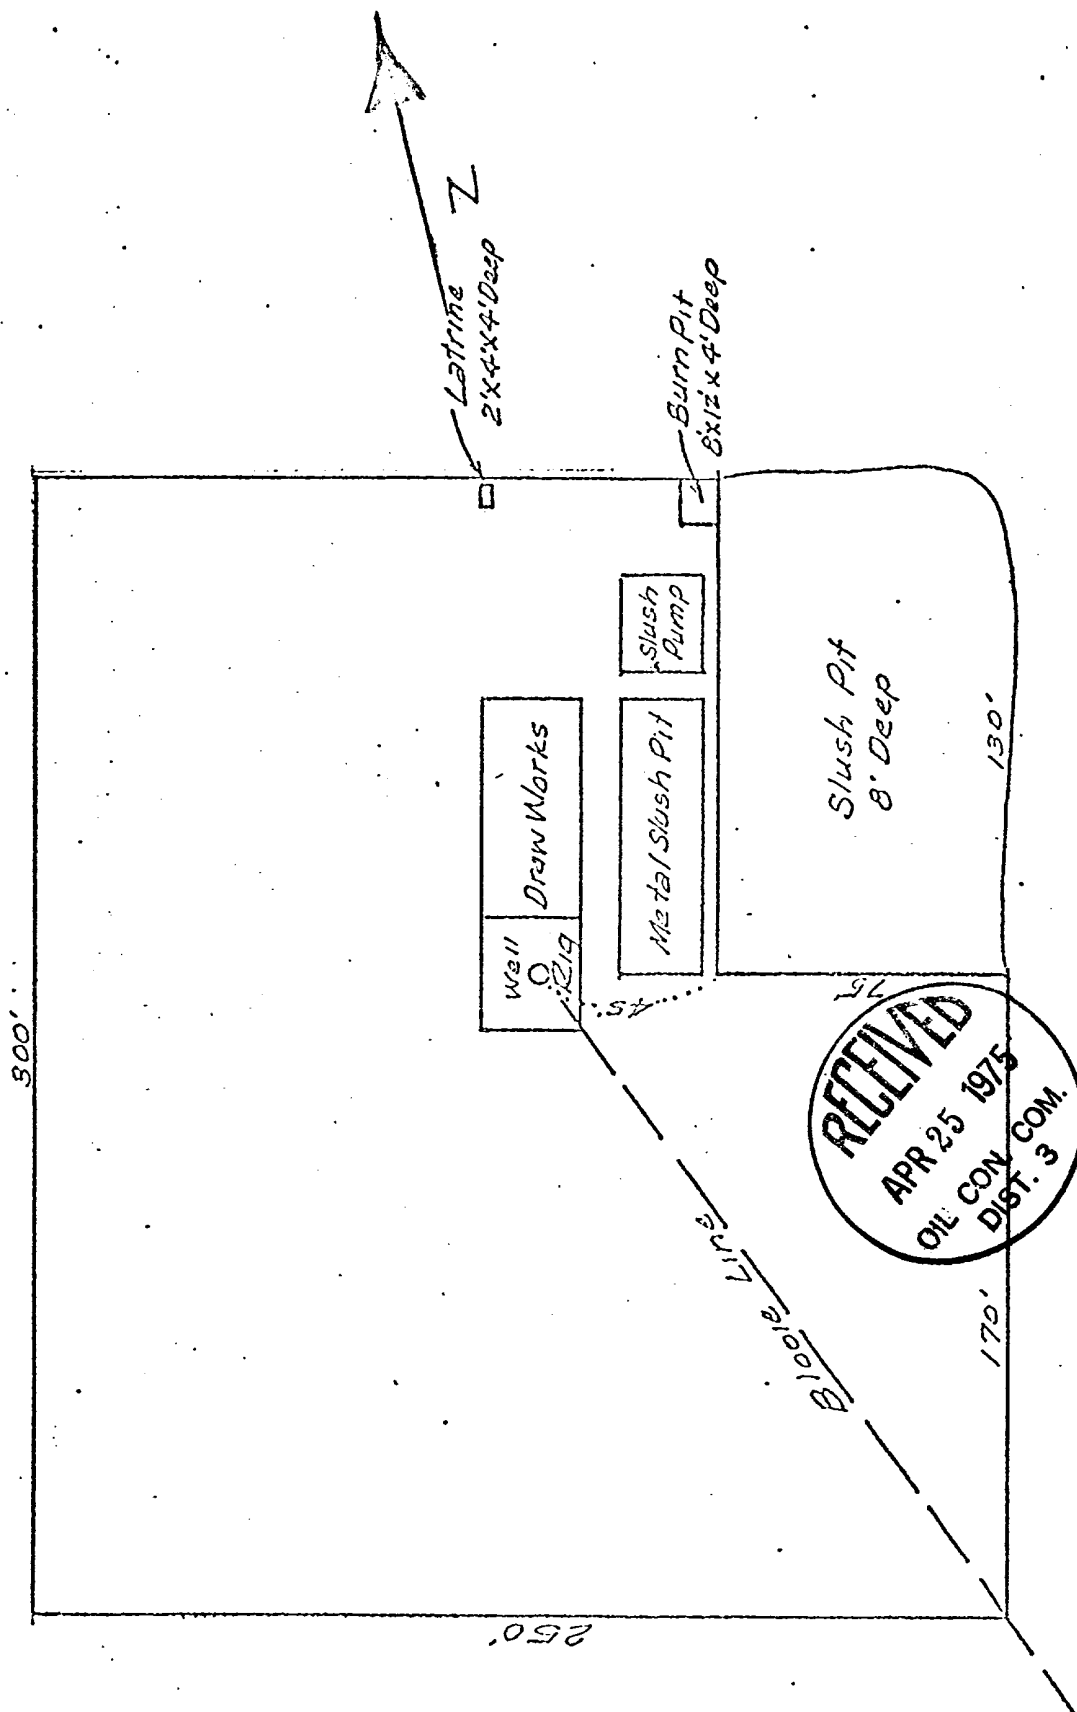 300'
N
Latrine
2'x4'x4' Deep
Burn Pit
8'x12'x4' Deep
Slush
Pump
Draw Works
Well
Rig
Metal Slush Pit
45'
Slush Pit
8' Deep
130'
75'
RECEIVED
APR 25 1975
OIL CON. COM.
DIST. 3
Blooie Line
170'
250'